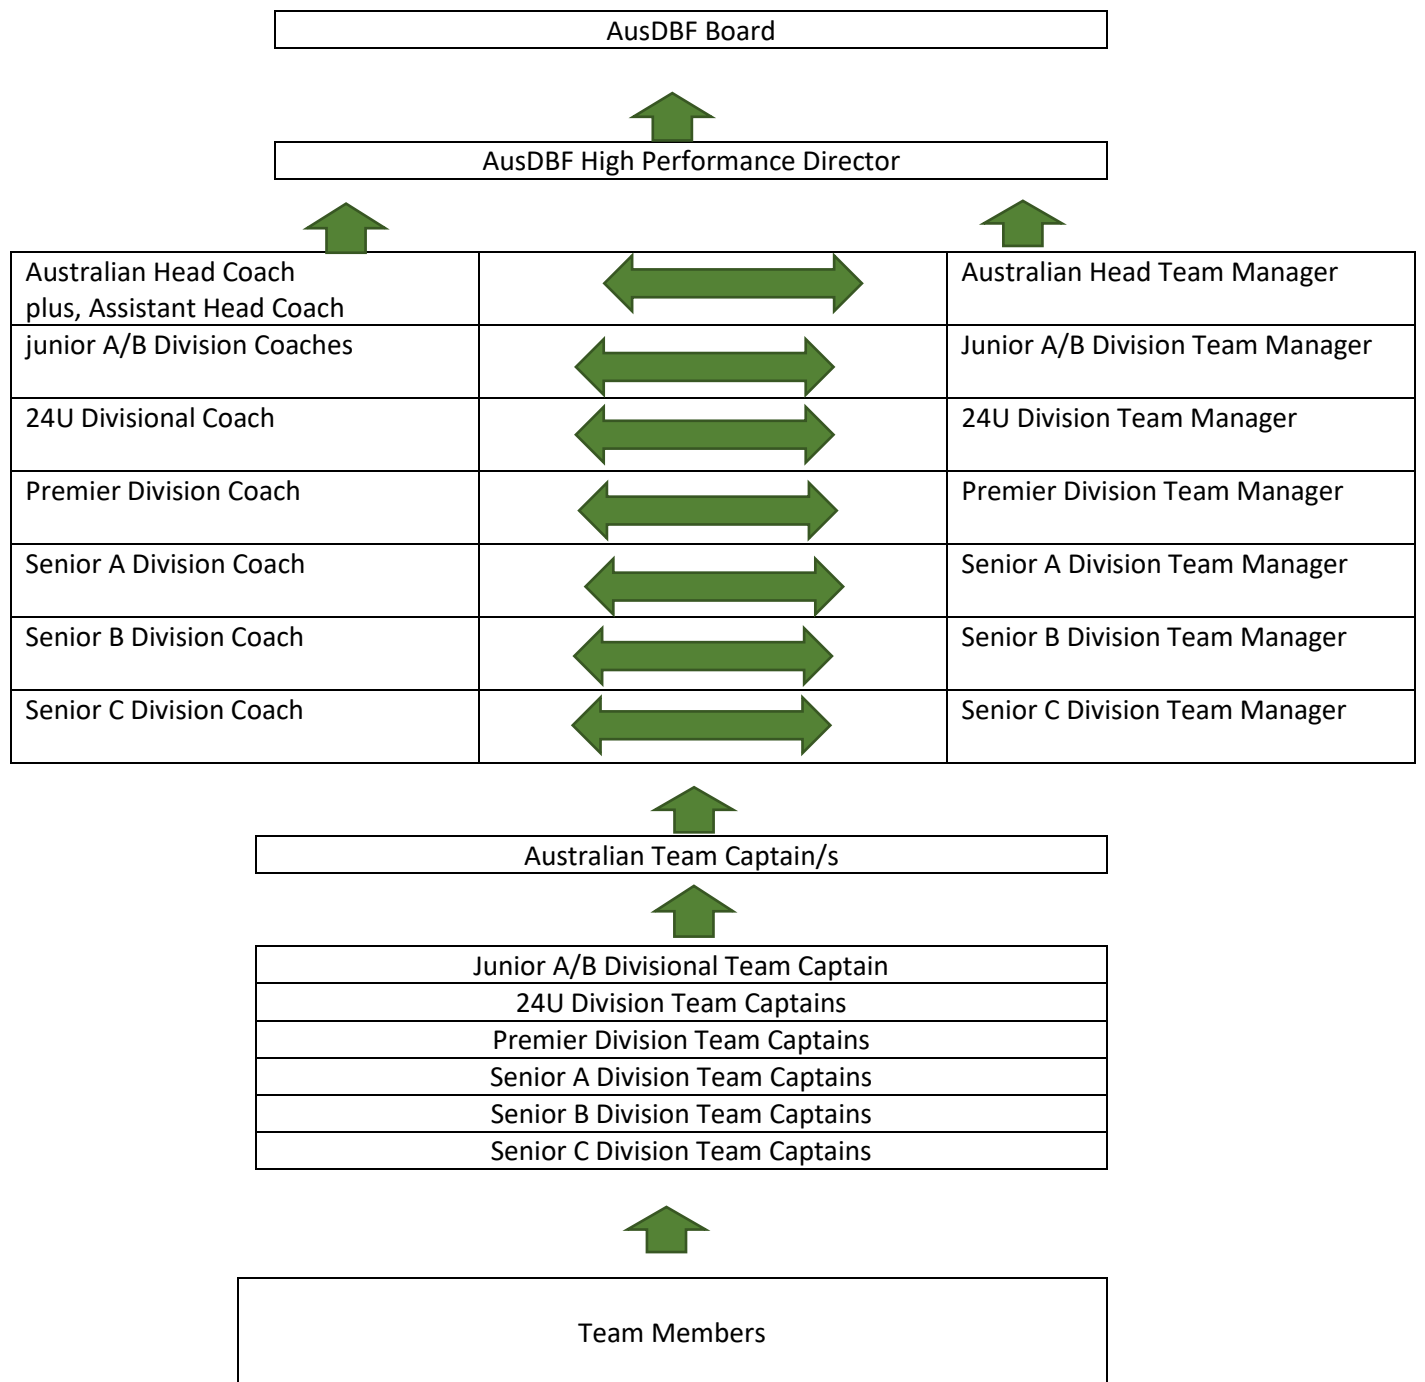 AusDBF Board
AusDBF High Performance Director
Australian Head Coach
plus, Assistant Head Coach
Australian Head Team Manager
junior A/B Division Coaches
Junior A/B Division Team Manager
24U Divisional Coach
24U Division Team Manager
Premier Division Coach
Premier Division Team Manager
Senior A Division Coach
Senior A Division Team Manager
Senior B Division Coach
Senior B Division Team Manager
Senior C Division Coach
Senior C Division Team Manager
Australian Team Captain/s
Junior A/B Divisional Team Captain
24U Division Team Captains
Premier Division Team Captains
Senior A Division Team Captains
Senior B Division Team Captains
Senior C Division Team Captains
Team Members